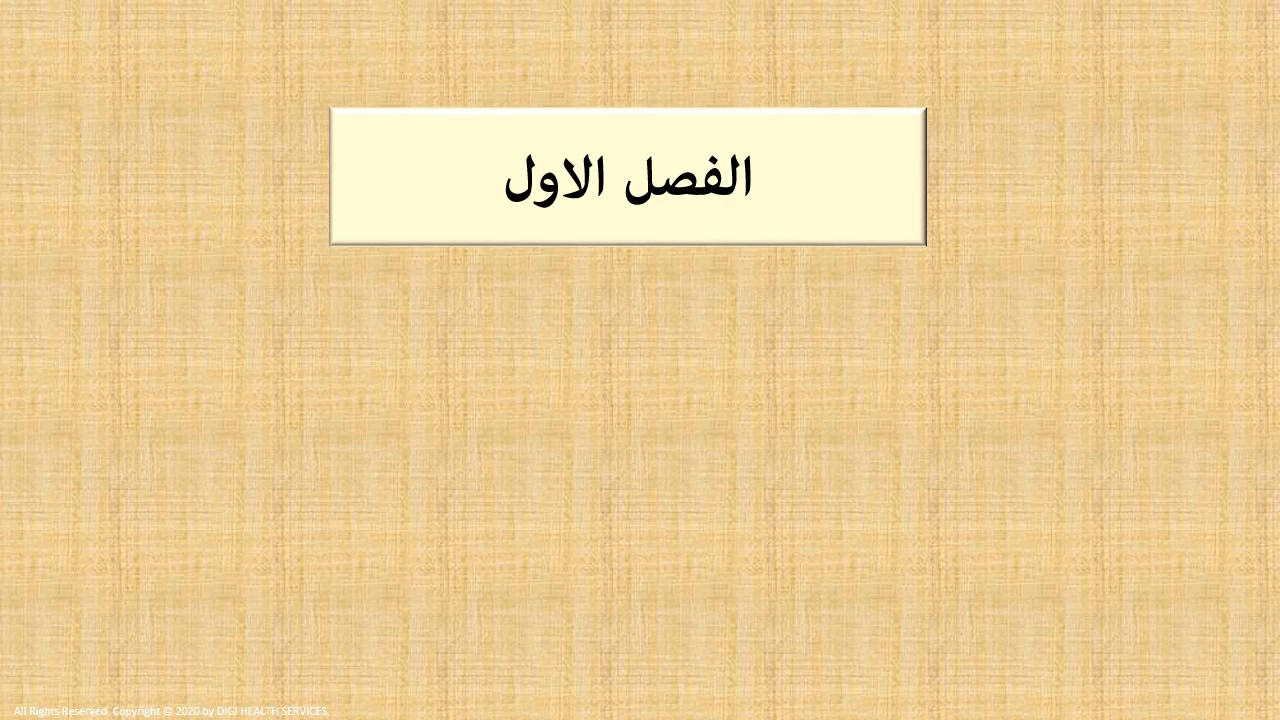 الفصل الاول
All Rights Reserved. Copyright © 2020 by DIGI HEALTH SERVICES.